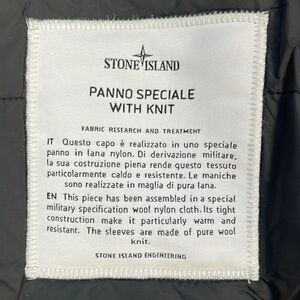 STONE ISLAND
PANNO SPECIALE
WITH KNIT
FABRIC RESEARCH AND TREATMENT
IT Questo capo è realizzato in uno speciale
panno in lana nylon. Di derivazione militare,
la sua costruzione piena rende questo tessuto
particolarmente caldo e resistente. Le maniche
sono realizzate in maglia di pura lana.
EN This piece has been assembled in a special
military specification wool nylon cloth. Its tight
construction make it particularly warm and
resistant. The sleeves are made of pure wool
knit.
STONE ISLAND ENGINEERING